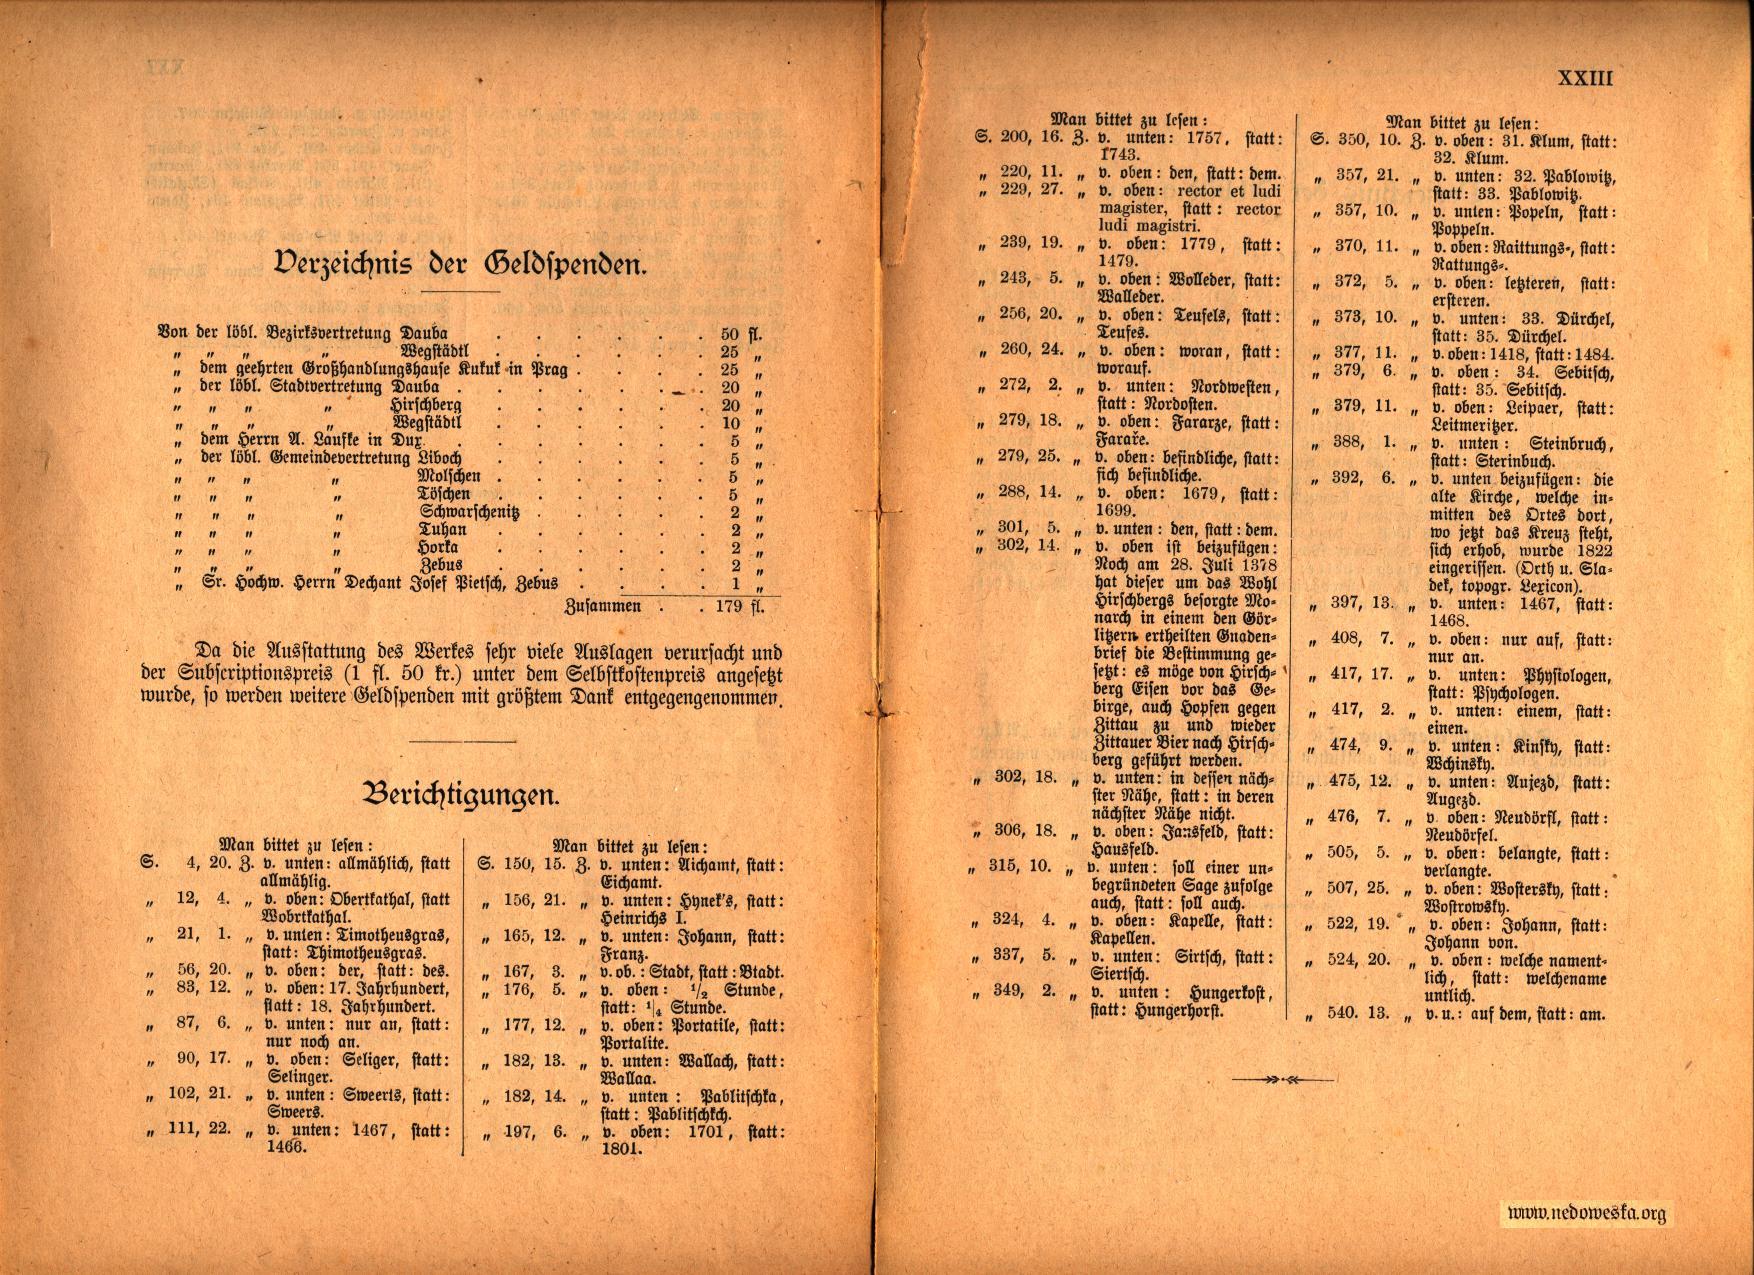 Verzeichnis der Geldspenden.
Von der löbl. Bezirksvertretung Dauba . . . . . 50 fl.
„ „ „ „ Wegstädtl . . . . . 25 „
„ dem geehrten Großhandlungshause Kukuk in Prag . . . . 25 „
„ der löbl. Stadtvertretung Dauba . . . . . 20 „
„ „ „ „ Hirschberg . . . . . 20 „
„ „ „ „ Wegstädtl . . . . . 10 „
„ dem Herrn A. Laufke in Dux . . . . . 5 „
„ der löbl. Gemeindevertretung Liboch . . . . . 5 „
„ „ „ „ Molschen . . . . . 5 „
„ „ „ „ Töschen . . . . . 5 „
„ „ „ „ Schwarschenitz . . . . 2 „
„ „ „ „ Tuhan . . . . . 2 „
„ „ „ „ Horka . . . . . 2 „
„ „ „ „ Zebus . . . . . 2 „
„ Sr. Hochw. Herrn Dechant Josef Pietsch, Zebus . . . . 1 „
Zusammen . . 179 fl.
Da die Ausstattung des Werkes sehr viele Auslagen verursacht und
der Subscriptionspreis (1 fl. 50 kr.) unter dem Selbstkostenpreis angesetzt
wurde, so werden weitere Geldspenden mit größtem Dank entgegengenommen.
Berichtigungen.
Man bittet zu lesen:
S. 4, 20. Z. v. unten: allmählich, statt
allmählig.
„ 12, 4. „ v. oben: Obertkathal, statt
Wobrtkathal.
„ 21, 1. „ v. unten: Timotheusgras,
statt: Thimotheusgras.
„ 56, 20. „ v. oben: der, statt: des.
„ 83, 12. „ v. oben: 17. Jahrhundert,
statt: 18. Jahrhundert.
„ 87, 6. „ v. unten: nur an, statt:
nur noch an.
„ 90, 17. „ v. oben: Seliger, statt:
Selinger.
„ 102, 21. „ v. unten: Sweerts, statt:
Sweers.
„ 111, 22. „ v. unten: 1467, statt:
1466.
Man bittet zu lesen:
S. 150, 15. Z. v. unten: Aichamt, statt:
Eichamt.
„ 156, 21. „ v. unten: Hynek's, statt:
Heinrichs I.
„ 165, 12. „ v. unten: Johann, statt:
Franz.
„ 167, 3. „ v. ob.: Stadt, statt: Btadt.
„ 176, 5. „ v. oben: 1/2 Stunde,
statt: 1/4 Stunde.
„ 177, 12. „ v. oben: Portatile, statt:
Portalite.
„ 182, 13. „ v. unten: Wallach, statt:
Wallaa.
„ 182, 14. „ v. unten: Pablitschka,
statt: Pablitschkch.
„ 197, 6. „ v. oben: 1701, statt:
1801.
XXIII
Man bittet zu lesen:
S. 200, 16. Z. v. unten: 1757, statt:
1743.
„ 220, 11. „ v. oben: den, statt: dem.
„ 229, 27. „ v. oben: rector et ludi
magister, statt: rector
ludi magistri.
„ 239, 19. „ v. oben: 1779, statt:
1479.
„ 243, 5. „ v. oben: Wolleder, statt:
Walleder.
„ 256, 20. „ v. oben: Teufels, statt:
Teufes.
„ 260, 24. „ v. oben: woran, statt:
worauf.
„ 272, 2. „ v. unten: Nordwesten,
statt: Nordosten.
„ 279, 18. „ v. oben: Fararze, statt:
Farаře.
„ 279, 25. „ v. oben: befindliche, statt:
sich befindliche.
„ 288, 14. „ v. oben: 1679, statt:
1699.
„ 301, 5. „ v. unten: den, statt: dem.
„ 302, 14. „ v. oben ist beizufügen:
Noch am 28. Juli 1378
hat dieser um das Wohl
Hirschbergs besorgte Mo-
narch in einem den Gör-
litzern ertheilten Gnaden-
brief die Bestimmung ge-
setzt: es möge von Hirsch-
berg Eisen vor das Ge-
birge, auch Hopfen gegen
Zittau zu und wieder
Zittauer Bier nach Hirsch-
berg geführt werden.
„ 302, 18. „ v. unten: in dessen näch-
ster Nähe, statt: in deren
nächster Nähe nicht.
„ 306, 18. „ v. oben: Jansfeld, statt:
Hausfeld.
„ 315, 10. „ v. unten: soll einer un-
begründeten Sage zufolge
auch, statt: soll auch.
„ 324, 4. „ v. oben: Kapelle, statt:
Kapellen.
„ 337, 5. „ v. unten: Sirtsch, statt:
Siertsch.
„ 349, 2. „ v. unten: Hungerkost,
statt: Hungerhorst.
Man bittet zu lesen:
S. 350, 10. Z. v. oben: 31. Klum, statt:
32. Klum.
„ 357, 21. „ v. unten: 32. Pablowitz,
statt: 33. Pablowitz.
„ 357, 10. „ v. unten: Popeln, statt:
Poppeln.
„ 370, 11. „ v. oben: Raittungs-, statt:
Rattungs-.
„ 372, 5. „ v. oben: letzteren, statt:
ersteren.
„ 373, 10. „ v. unten: 33. Dürchel,
statt: 35. Dürchel.
„ 377, 11. „ v. oben: 1418, statt: 1484.
„ 379, 6. „ v. oben: 34. Sebitsch,
statt: 35. Sebitsch.
„ 379, 11. „ v. oben: Leipaer, statt:
Leitmeritzer.
„ 388, 1. „ v. unten: Steinbruch,
statt: Sterinbuch.
„ 392, 6. „ v. unten beizufügen: die
alte Kirche, welche in-
mitten des Ortes dort,
wo jetzt das Kreuz steht,
sich erhob, wurde 1822
eingerissen. (Orth u. Sla-
dek, topogr. Lexicon).
„ 397, 13. „ v. unten: 1467, statt:
1468.
„ 408, 7. „ v. oben: nur auf, statt:
nur an.
„ 417, 17. „ v. unten: Physiologen,
statt: Psychologen.
„ 417, 2. „ v. unten: einem, statt:
einen.
„ 474, 9. „ v. unten: Kinsky, statt:
Wchinsky.
„ 475, 12. „ v. unten: Aujezd, statt:
Augezd.
„ 476, 7. „ v. oben: Neudörfl, statt:
Neudörfel.
„ 505, 5. „ v. oben: belangte, statt:
verlangte.
„ 507, 25. „ v. oben: Wostersky, statt:
Wostrowsky.
„ 522, 19. „ v. oben: Johann, statt:
Johann von.
„ 524, 20. „ v. oben: welche nament-
lich, statt: welchename
untlich.
„ 540. 13. „ v. u.: auf dem, statt: am.
www.nedoweska.org